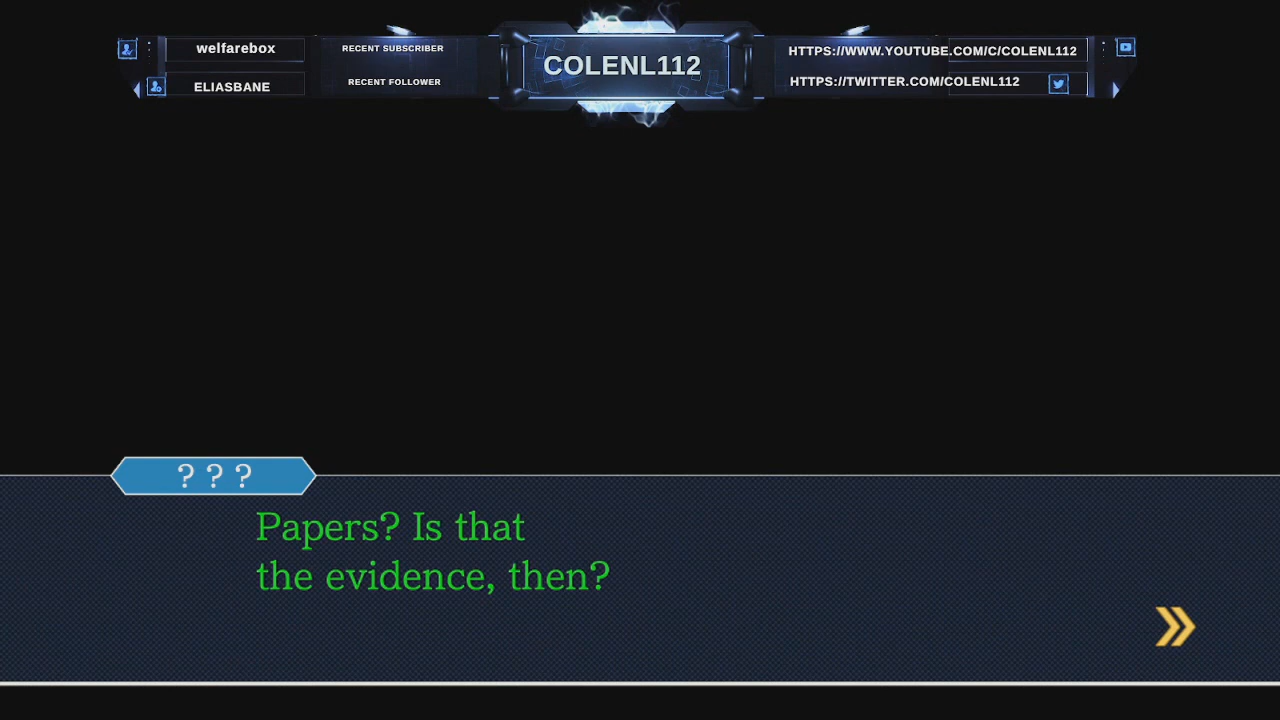 welfarebox
RECENT SUBSCRIBER
COLENL112
HTTPS://WWW.YOUTUBE.COM/C/COLENL112
ELIASBANE
RECENT FOLLOWER
HTTPS://TWITTER.COM/COLENL112
? ? ?
Papers? Is that
the evidence, then?